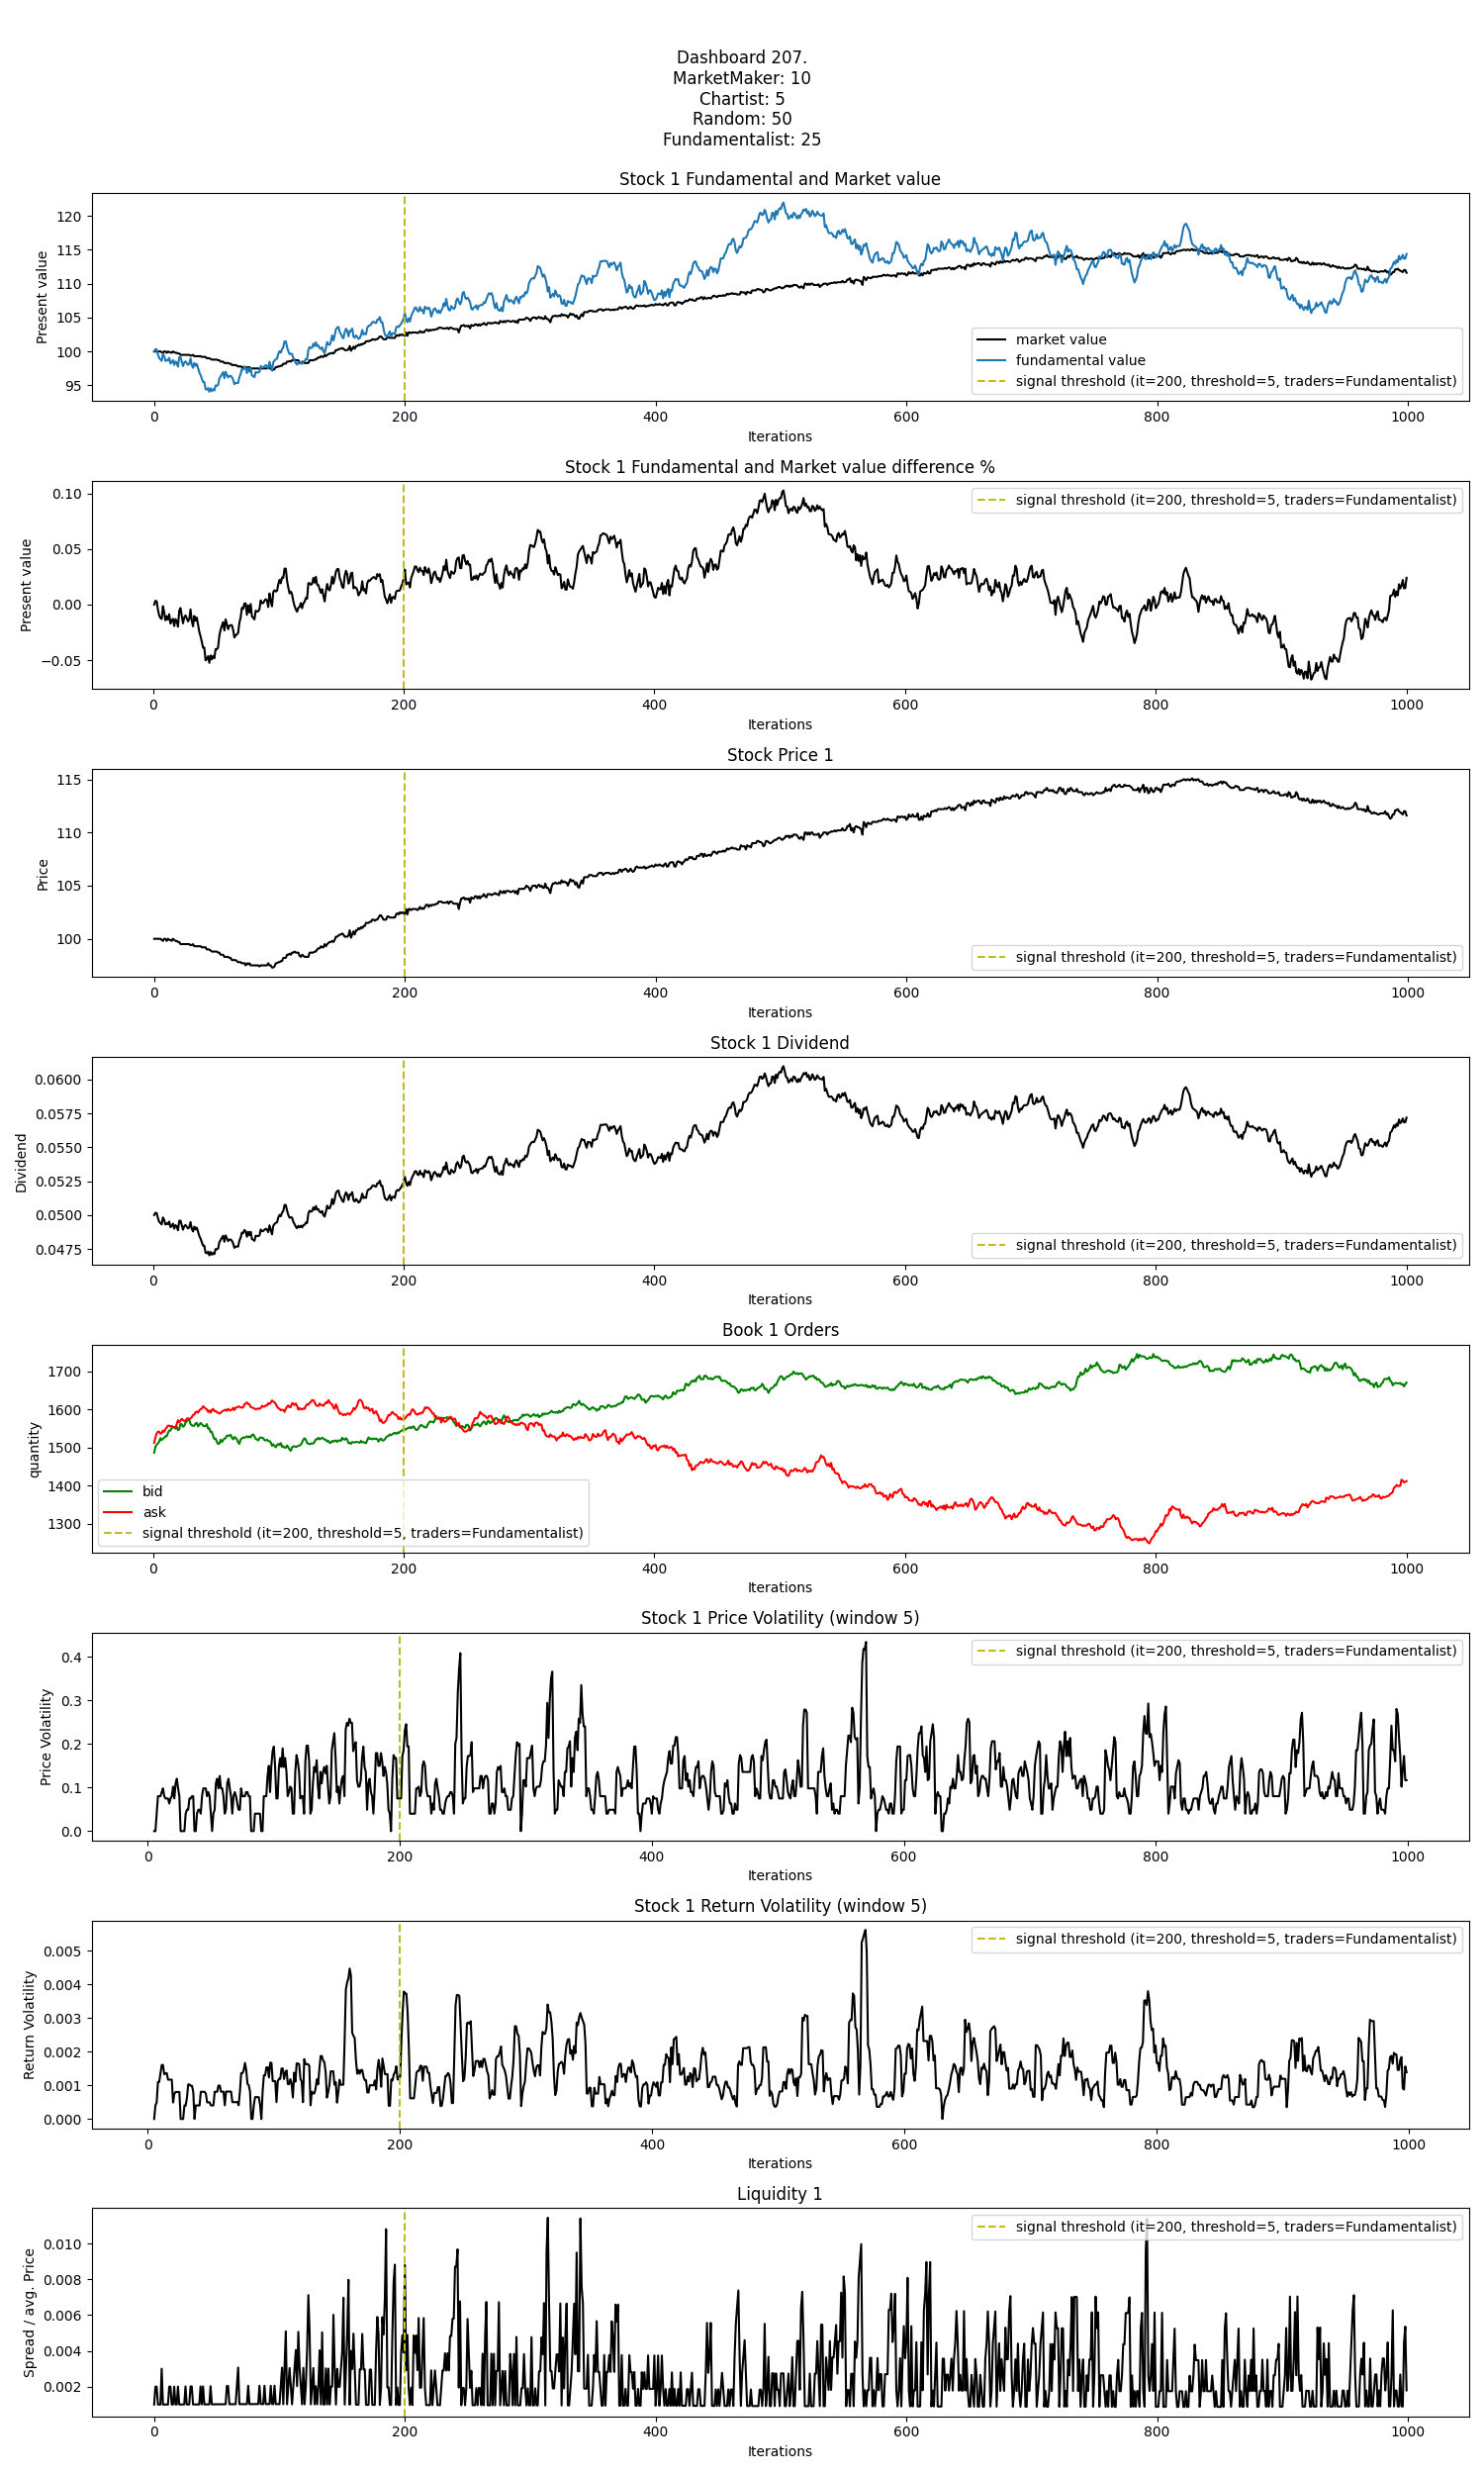 Dashboard 207.
MarketMaker: 10
Chartist: 5
Random: 50
Fundamentalist: 25
Stock 1 Fundamental and Market value
Present value
120
115
110
105
100
95
market value
fundamental value
signal threshold (it=200, threshold=5, traders=Fundamentalist)
0 200 400 600 800 1000
Iterations
Stock 1 Fundamental and Market value difference %
Present value
0.10
0.05
0.00
−0.05
signal threshold (it=200, threshold=5, traders=Fundamentalist)
0 200 400 600 800 1000
Iterations
Stock Price 1
Price
115
110
105
100
signal threshold (it=200, threshold=5, traders=Fundamentalist)
0 200 400 600 800 1000
Iterations
Stock 1 Dividend
Dividend
0.0600
0.0575
0.0550
0.0525
0.0500
0.0475
signal threshold (it=200, threshold=5, traders=Fundamentalist)
0 200 400 600 800 1000
Iterations
Book 1 Orders
quantity
1700
1600
1500
1400
1300
bid
ask
signal threshold (it=200, threshold=5, traders=Fundamentalist)
0 200 400 600 800 1000
Iterations
Stock 1 Price Volatility (window 5)
Price Volatility
0.4
0.3
0.2
0.1
0.0
signal threshold (it=200, threshold=5, traders=Fundamentalist)
0 200 400 600 800 1000
Iterations
Stock 1 Return Volatility (window 5)
Return Volatility
0.005
0.004
0.003
0.002
0.001
0.000
signal threshold (it=200, threshold=5, traders=Fundamentalist)
0 200 400 600 800 1000
Iterations
Liquidity 1
Spread / avg. Price
0.010
0.008
0.006
0.004
0.002
signal threshold (it=200, threshold=5, traders=Fundamentalist)
0 200 400 600 800 1000
Iterations